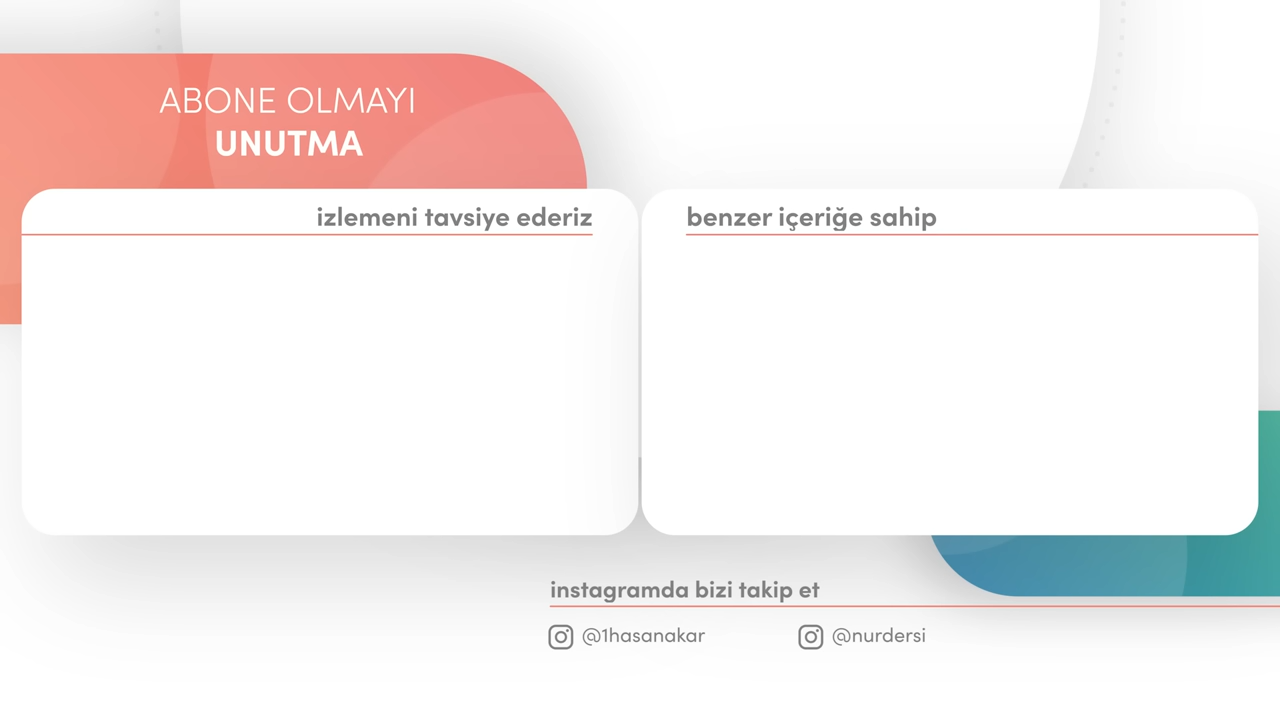 ABONE OLMAYI
UNUTMA
izlemeni tavsiye ederiz
benzer içeriğe sahip
instagramda bizi takip et
@1hasanakar
@nurdersi